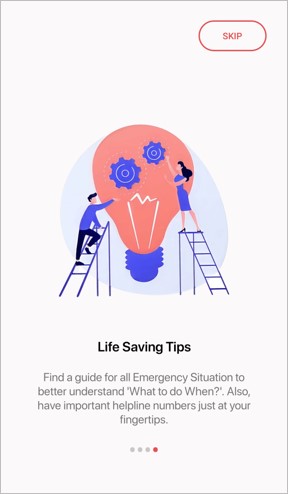 SKIP
Life Saving Tips
Find a guide for all Emergency Situation to
better understand 'What to do When?'. Also,
have important helpline numbers just at your
fingertips.